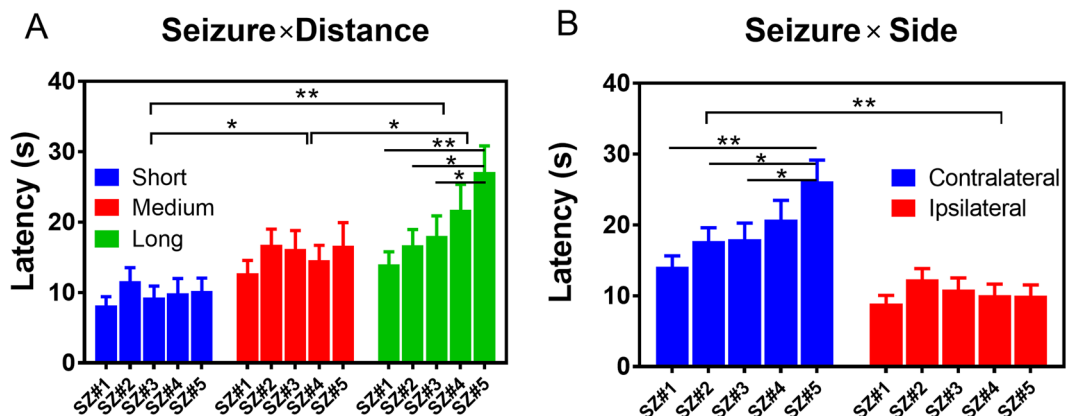 A
Seizure×Distance
Latency (s)
40
30
20
10
0
**
*
*
**
*
*
Short
Medium
Long
SZ#1
SZ#2
SZ#3
SZ#4
SZ#5
SZ#1
SZ#2
SZ#3
SZ#4
SZ#5
SZ#1
SZ#2
SZ#3
SZ#4
SZ#5
B
Seizure × Side
Latency (s)
40
30
20
10
0
**
**
*
*
Contralateral
Ipsilateral
SZ#1
SZ#2
SZ#3
SZ#4
SZ#5
SZ#1
SZ#2
SZ#3
SZ#4
SZ#5